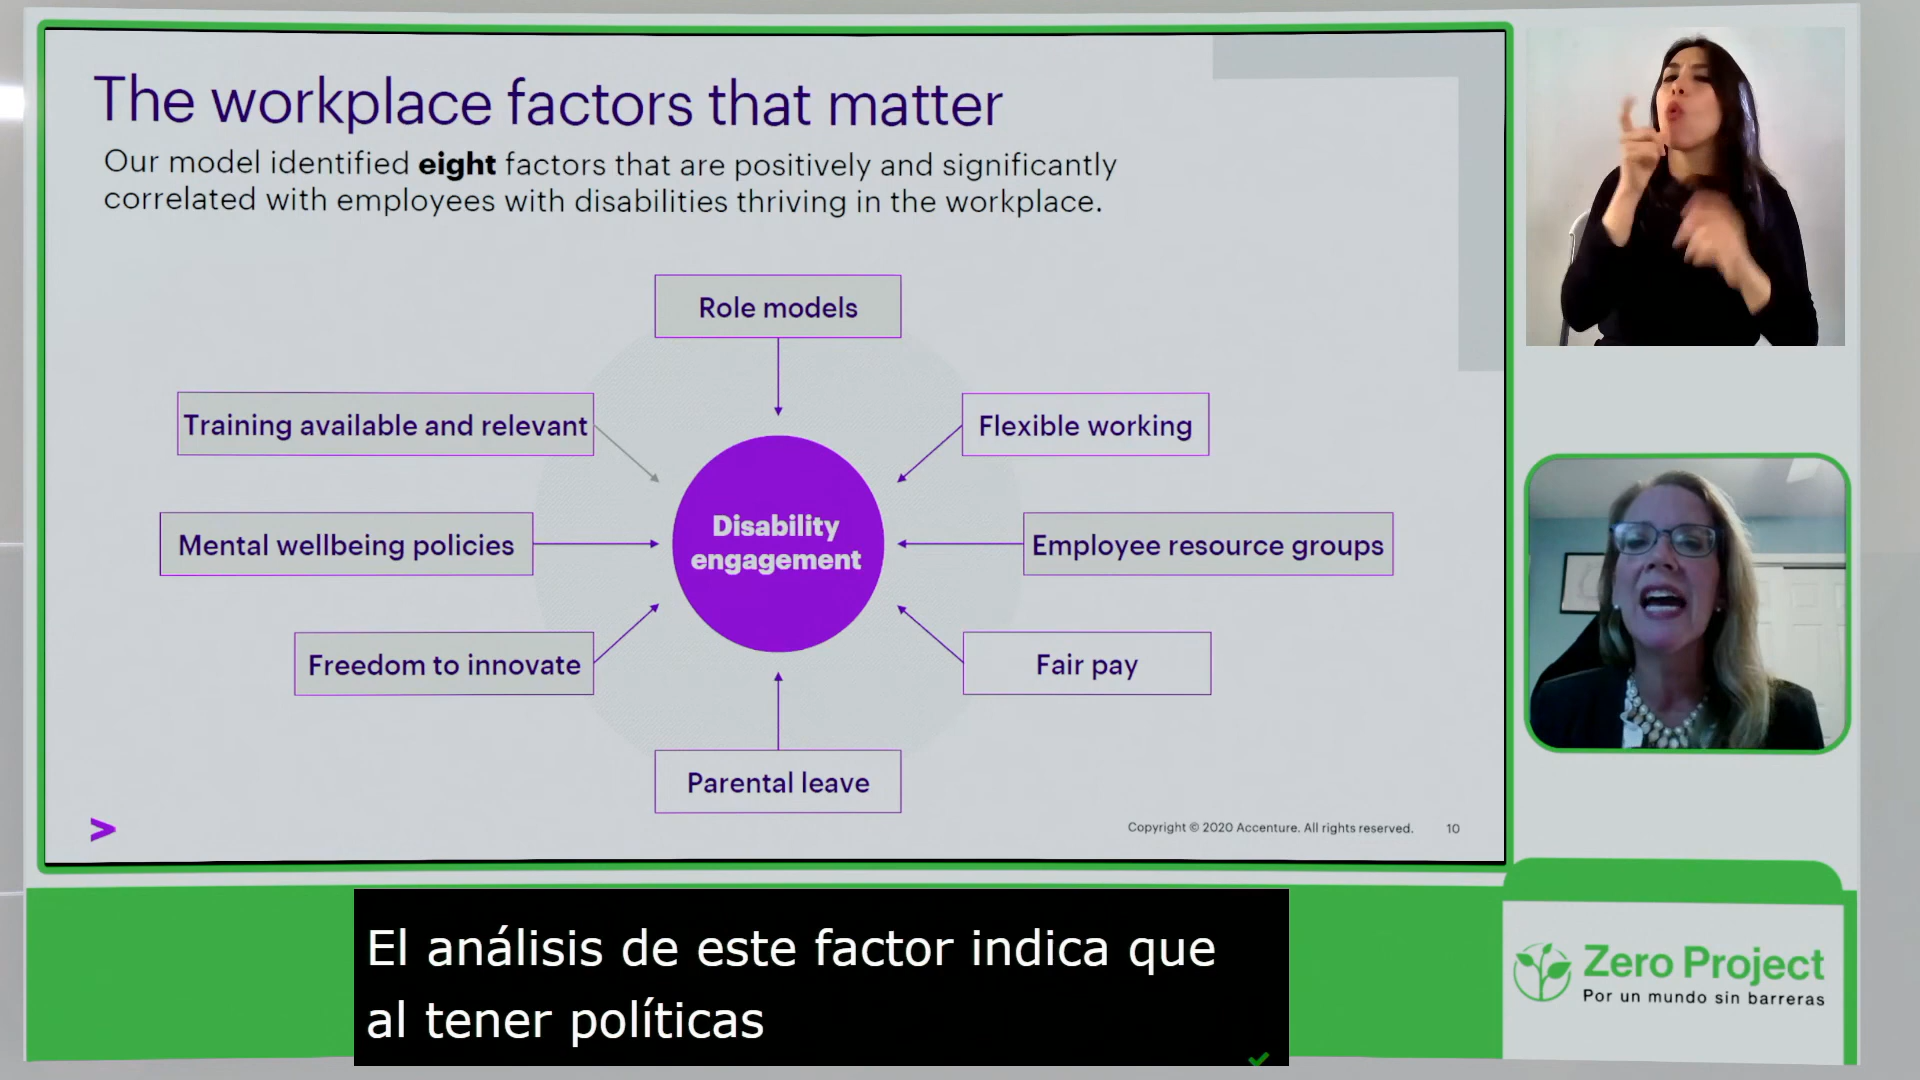 The workplace factors that matter
Our model identified eight factors that are positively and significantly
correlated with employees with disabilities thriving in the workplace.
Role models
Training available and relevant
Flexible working
Mental wellbeing policies
Disability
engagement
Employee resource groups
Freedom to innovate
Fair pay
Parental leave
>
Copyright © 2020 Accenture. All rights reserved. 10
El análisis de este factor indica que
al tener políticas
Zero Project
Por un mundo sin barreras